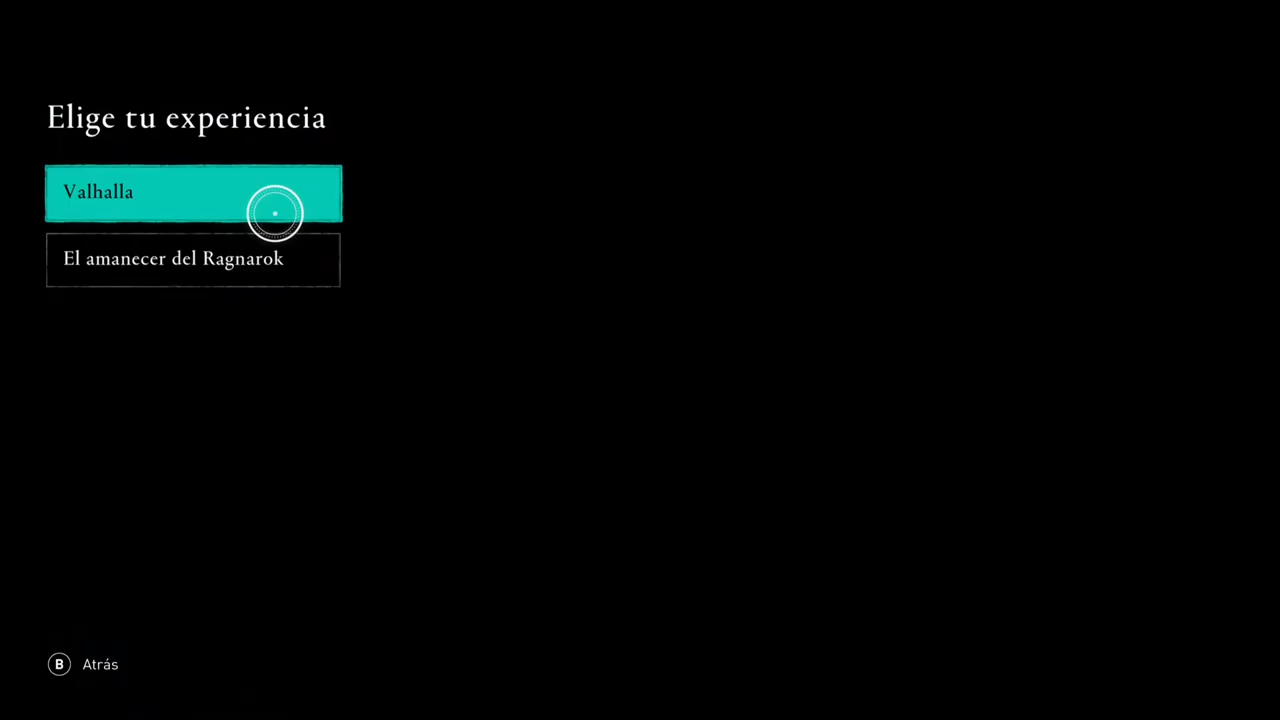 Elige tu experiencia
Valhalla
El amanecer del Ragnarok
B Atrás